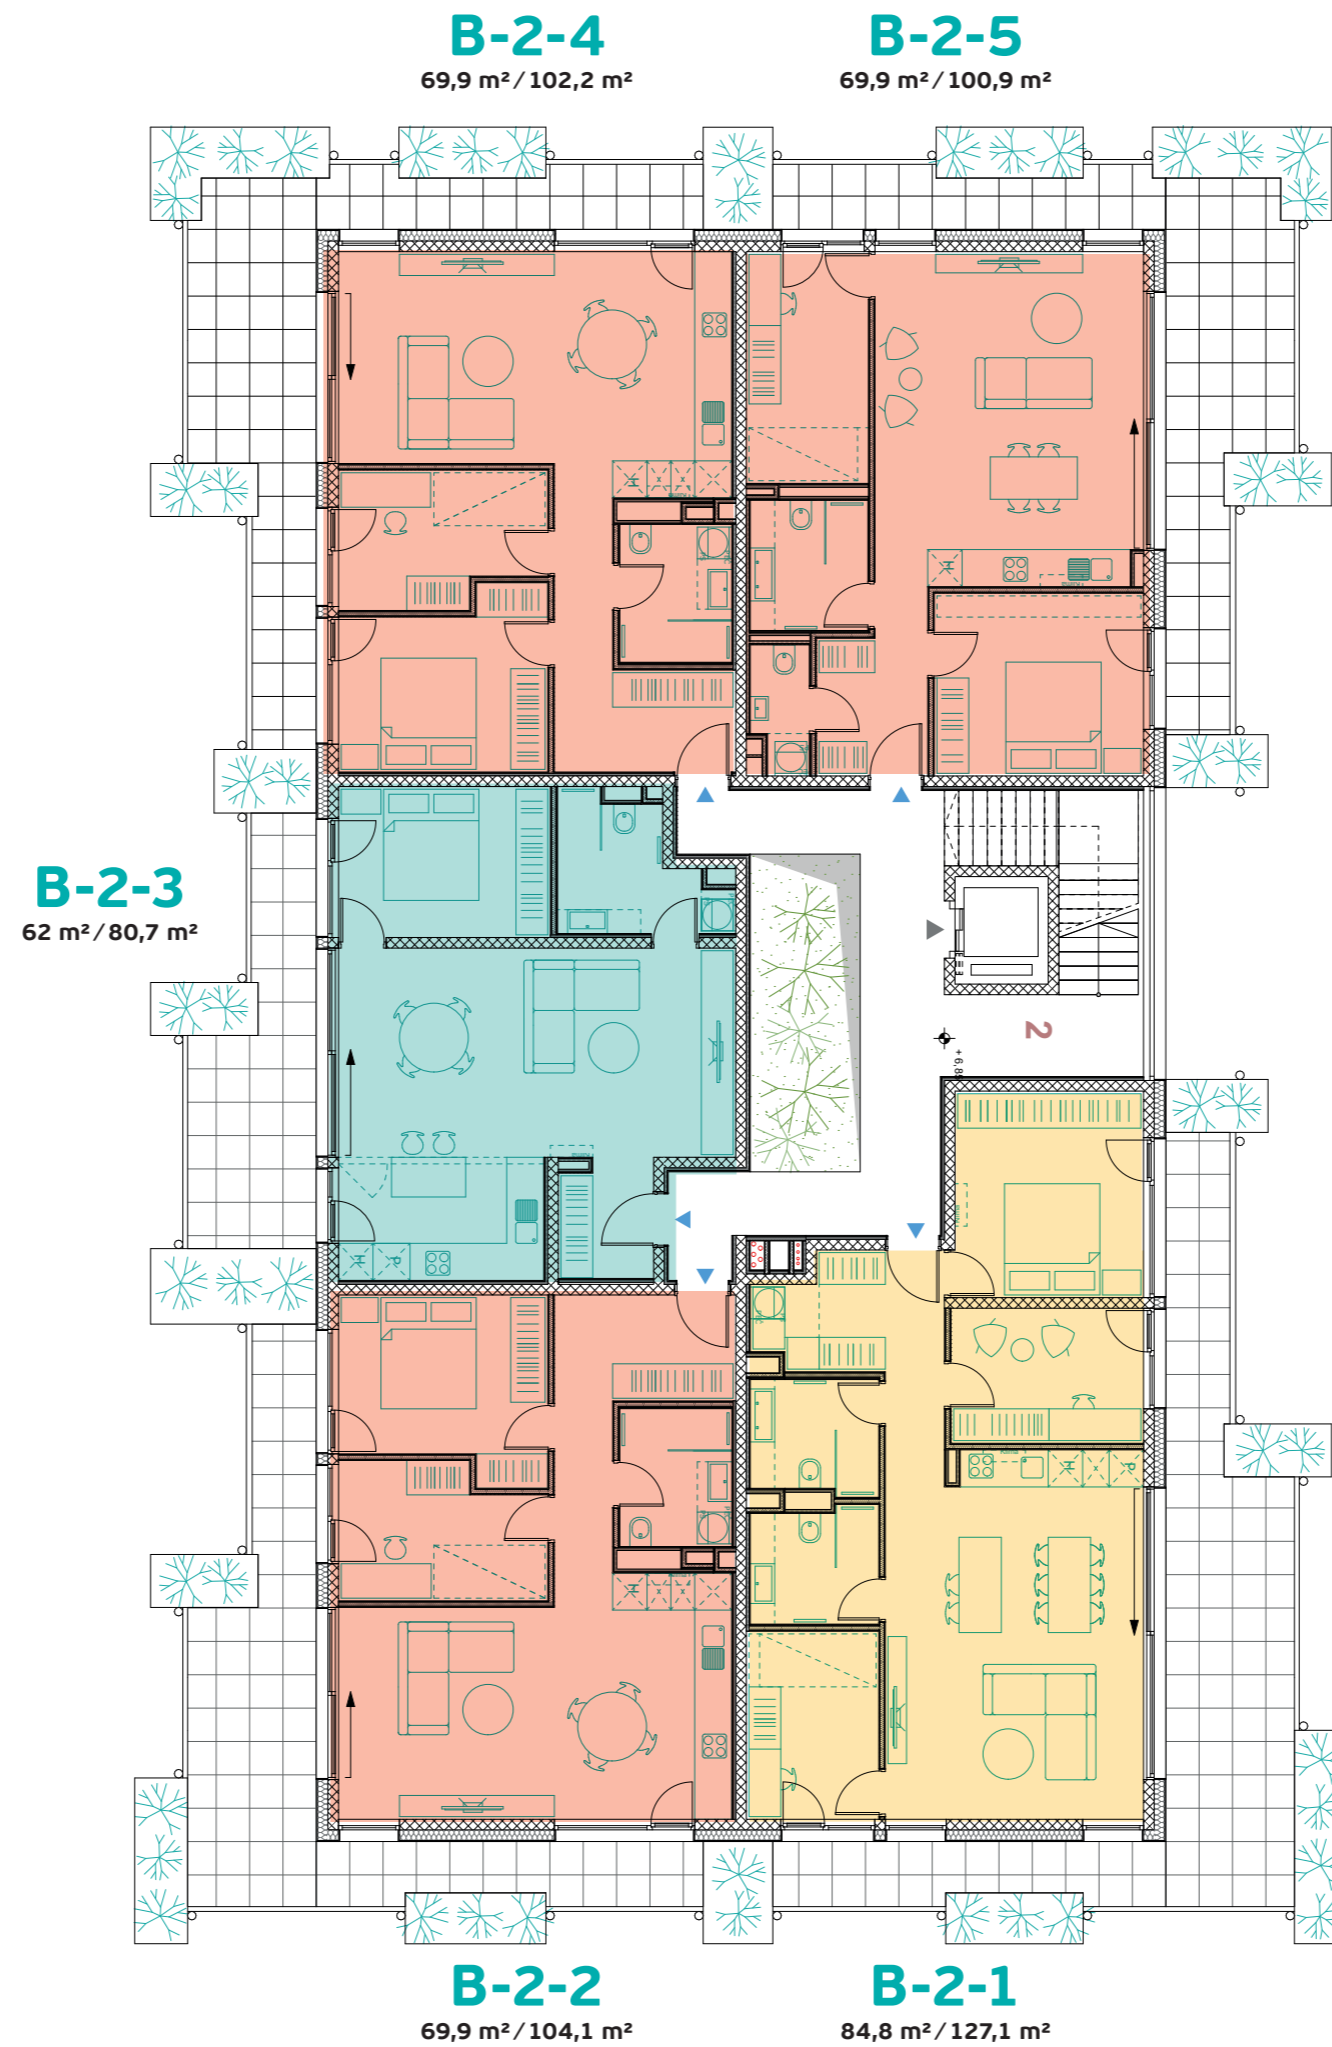 B-2-4
69,9 m² / 102,2 m²
B-2-5
69,9 m² / 100,9 m²
B-2-3
62 m² / 80,7 m²
2
M
M
M
P
M
P
M
B-2-2
69,9 m² / 104,1 m²
B-2-1
84,8 m² / 127,1 m²